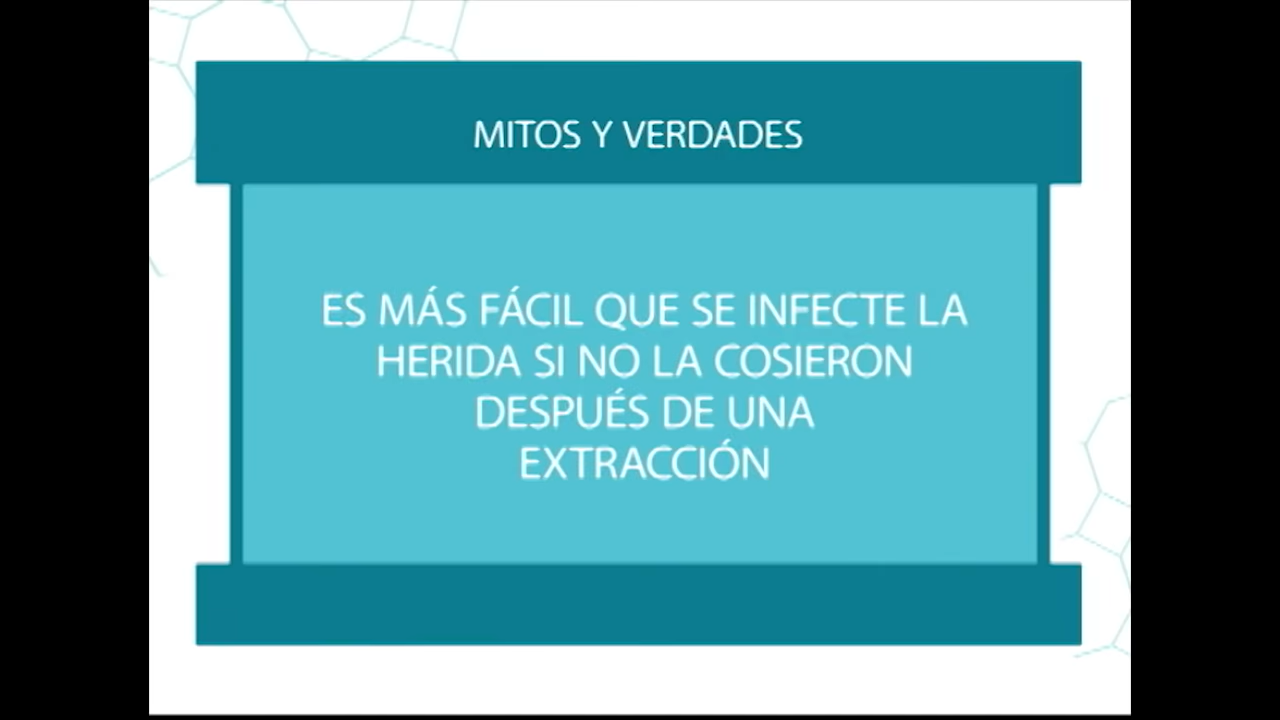 MITOS Y VERDADES
ES MÁS FÁCIL QUE SE INFECTE LA
HERIDA SI NO LA COSIERON
DESPUÉS DE UNA
EXTRACCIÓN